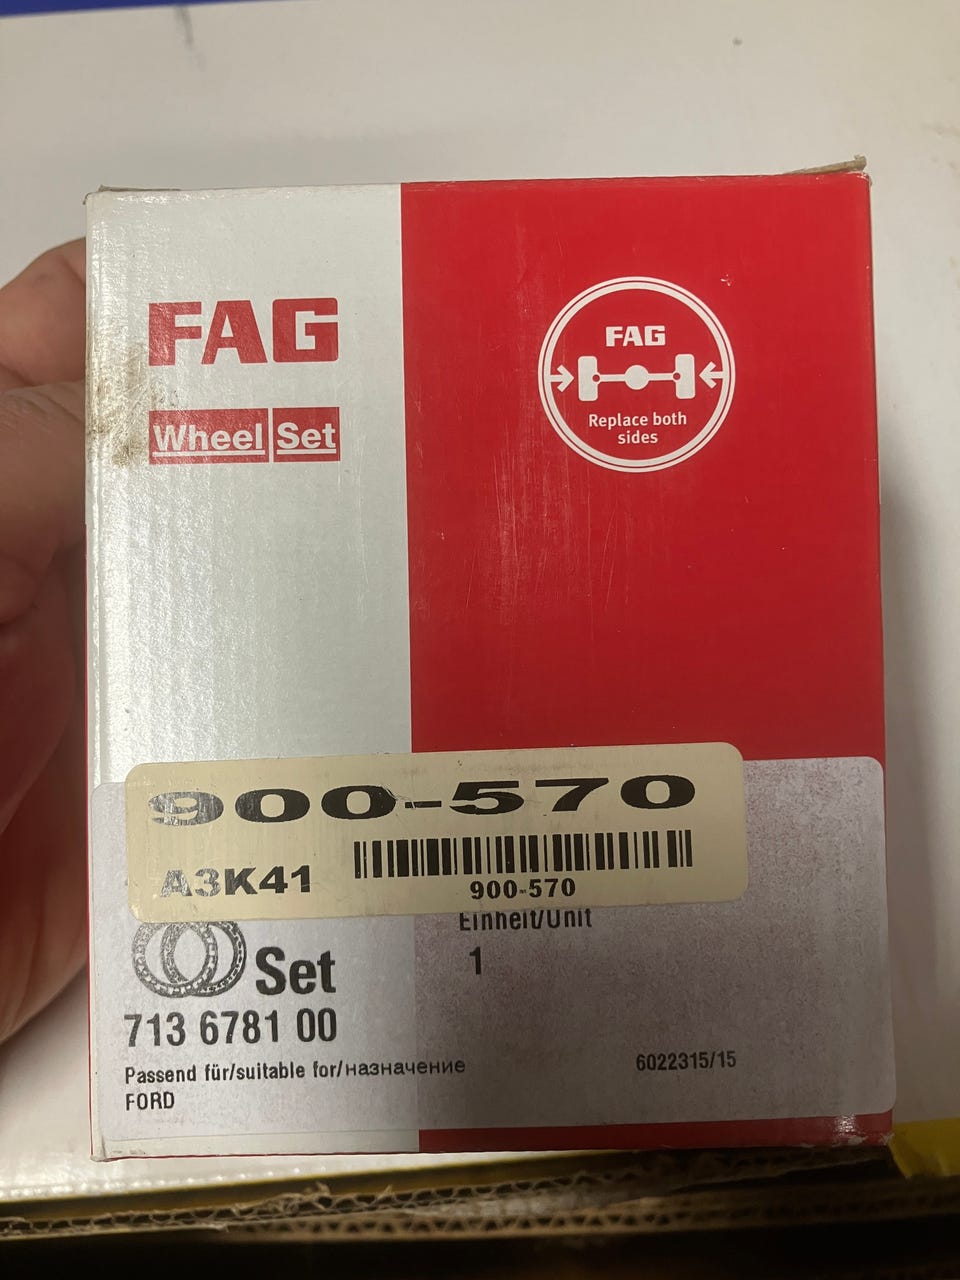 FAG
Wheel Set
FAG
Replace both
sides
900-570
A3K41
900-570
Einheit/Unit
1
Set
713 6781 00
Passend für/suitable for/назначение
FORD
6022315/15